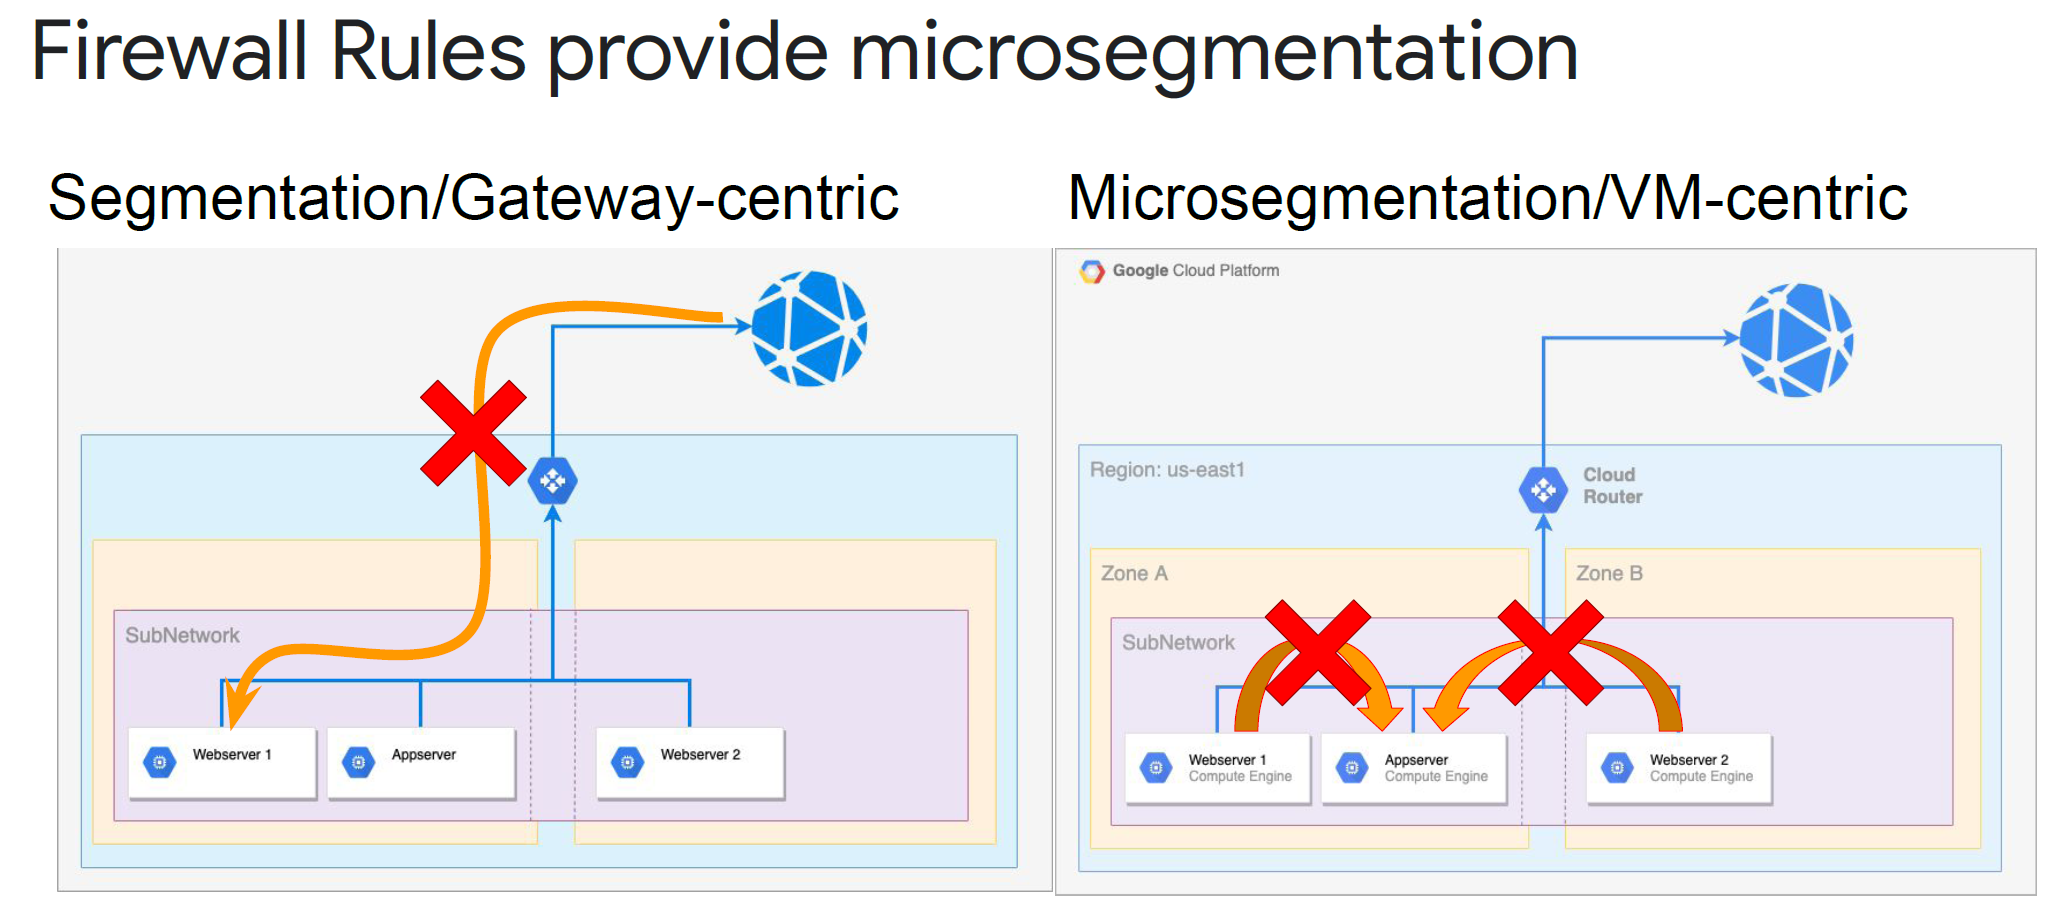 Firewall Rules provide microsegmentation
Segmentation/Gateway-centric
SubNetwork
Webserver 1
Appserver
Webserver 2
Microsegmentation/VM-centric
Google Cloud Platform
Region: us-east1
Cloud
Router
Zone A
Zone B
SubNetwork
Webserver 1
Compute Engine
Appserver
Compute Engine
Webserver 2
Compute Engine